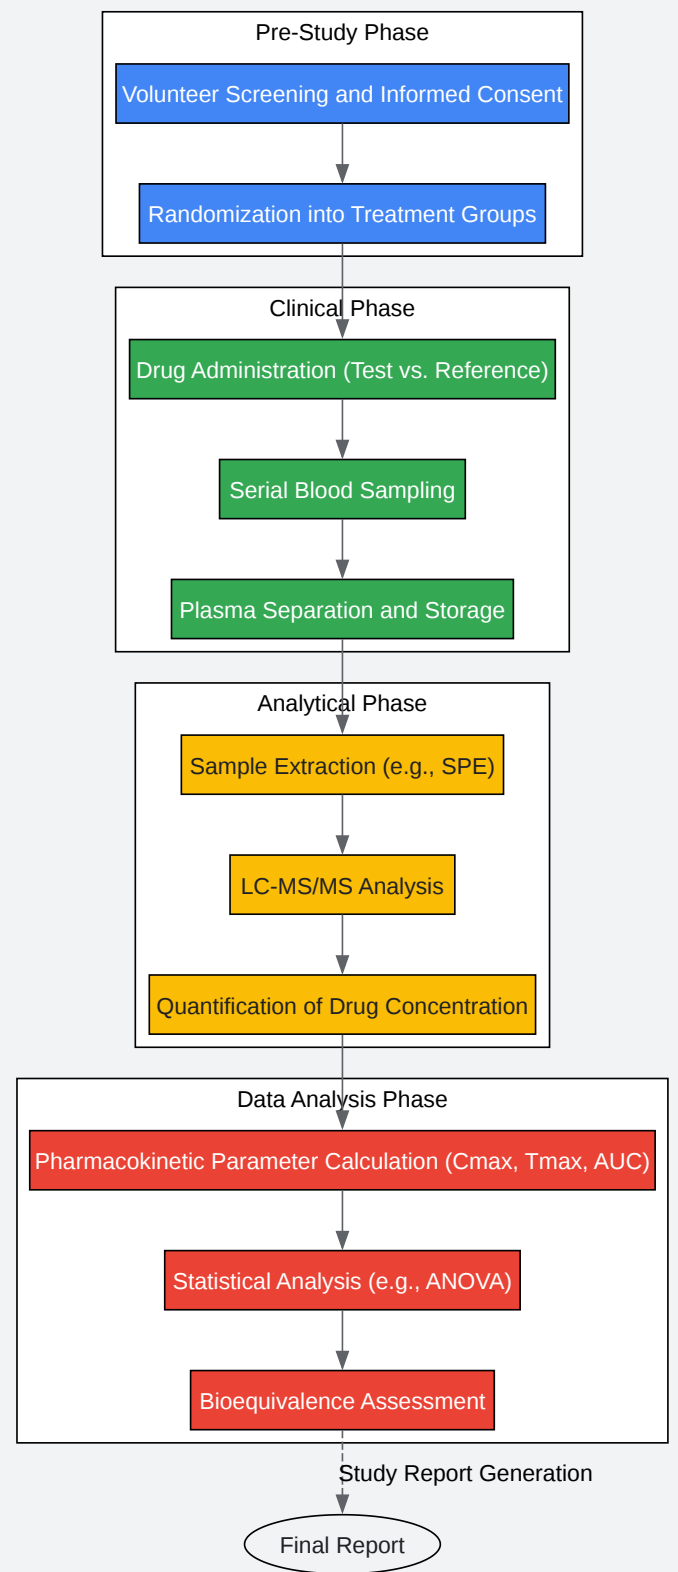 Pre-Study Phase
Volunteer Screening and Informed Consent
Randomization into Treatment Groups
Clinical Phase
Drug Administration (Test vs. Reference)
Serial Blood Sampling
Plasma Separation and Storage
Analytical Phase
Sample Extraction (e.g., SPE)
LC-MS/MS Analysis
Quantification of Drug Concentration
Data Analysis Phase
Pharmacokinetic Parameter Calculation (Cmax, Tmax, AUC)
Statistical Analysis (e.g., ANOVA)
Bioequivalence Assessment
Study Report Generation
Final Report